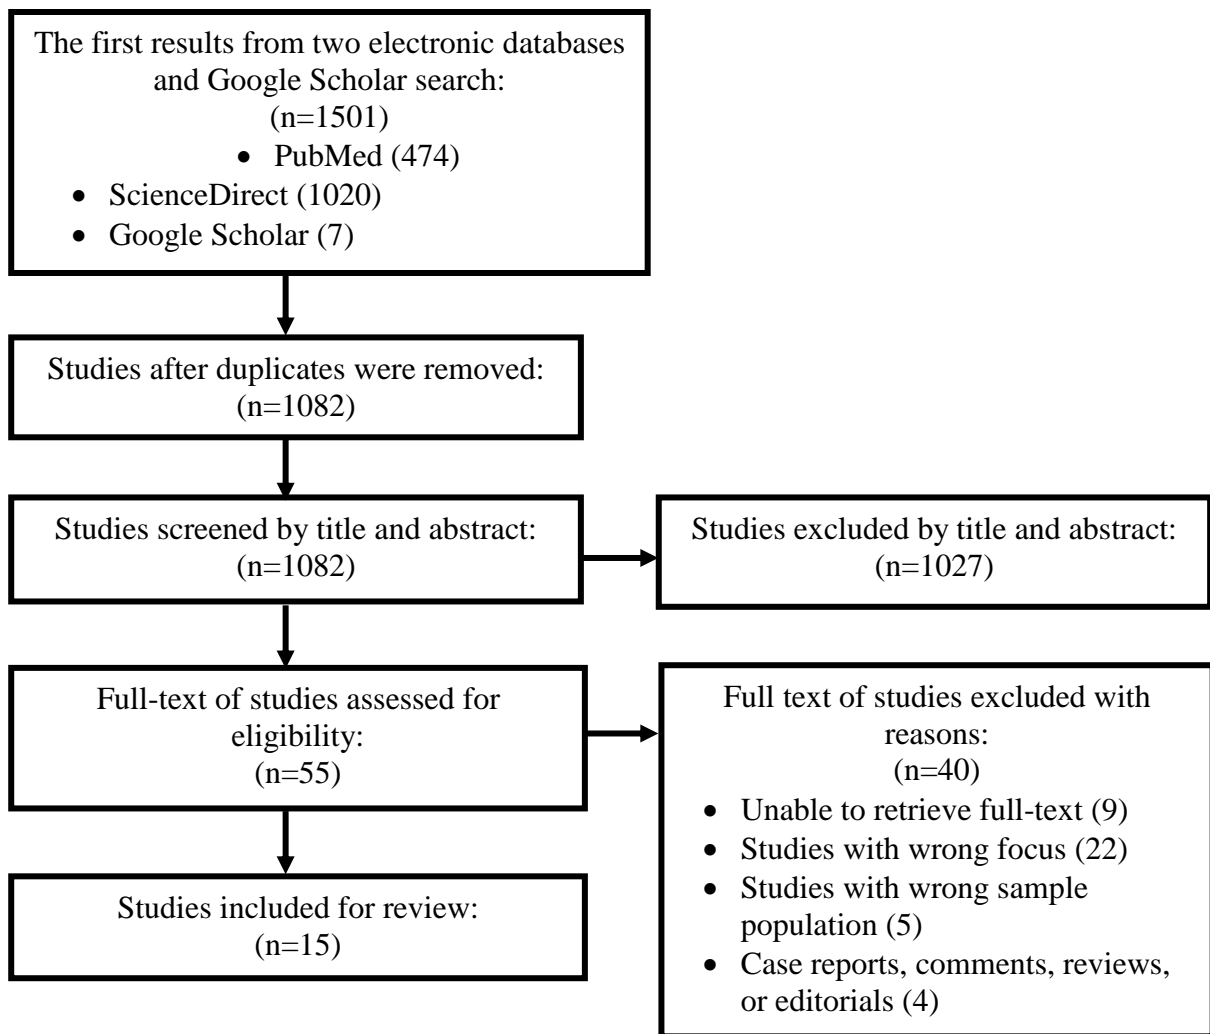 The first results from two electronic databases
and Google Scholar search:
(n=1501)
• PubMed (474)
• ScienceDirect (1020)
• Google Scholar (7)
Studies after duplicates were removed:
(n=1082)
Studies screened by title and abstract:
(n=1082)
Studies excluded by title and abstract:
(n=1027)
Full-text of studies assessed for
eligibility:
(n=55)
Full text of studies excluded with
reasons:
(n=40)
• Unable to retrieve full-text (9)
• Studies with wrong focus (22)
• Studies with wrong sample
population (5)
• Case reports, comments, reviews,
or editorials (4)
Studies included for review:
(n=15)